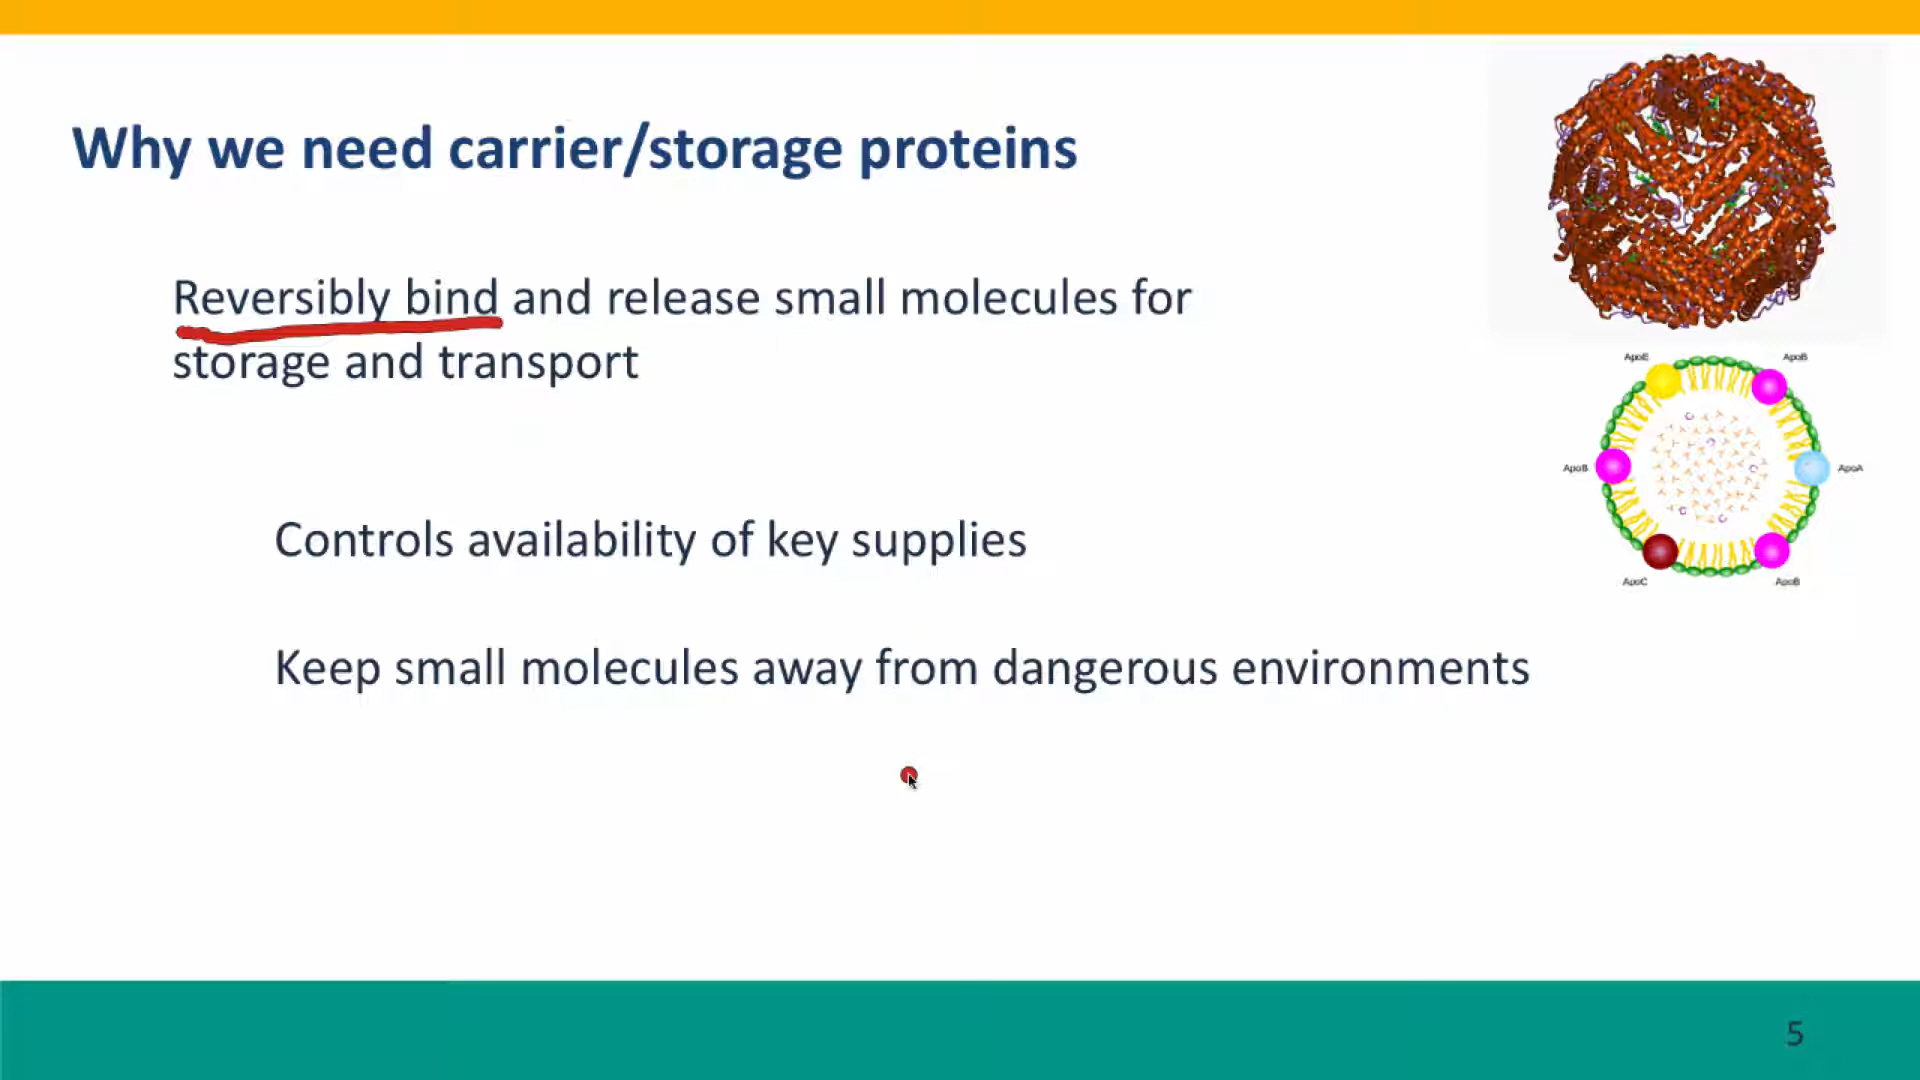 Why we need carrier/storage proteins
Reversibly bind and release small molecules for
storage and transport
Controls availability of key supplies
Keep small molecules away from dangerous environments
ApoE
ApoB
ApoB
ApoA
ApoC
ApoB
5